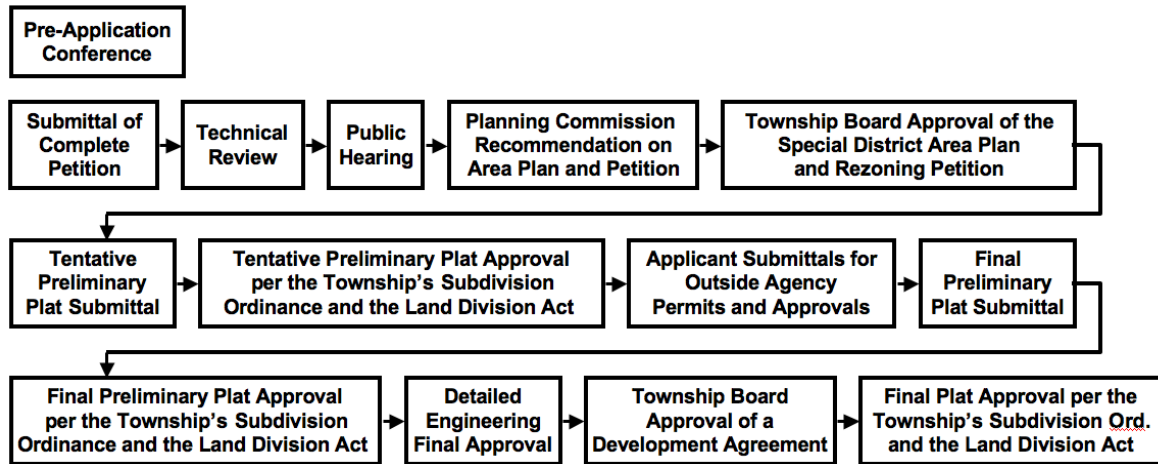 Pre-Application
Conference
Submittal of
Complete
Petition
Technical
Review
Public
Hearing
Planning Commission
Recommendation on
Area Plan and Petition
Township Board Approval of the
Special District Area Plan
and Rezoning Petition
Tentative
Preliminary
Plat Submittal
Tentative Preliminary Plat Approval
per the Township's Subdivision
Ordinance and the Land Division Act
Applicant Submittals for
Outside Agency
Permits and Approvals
Final
Preliminary
Plat Submittal
Final Preliminary Plat Approval
per the Township's Subdivision
Ordinance and the Land Division Act
Detailed
Engineering
Final Approval
Township Board
Approval of a
Development Agreement
Final Plat Approval per the
Township's Subdivision Ord.
and the Land Division Act